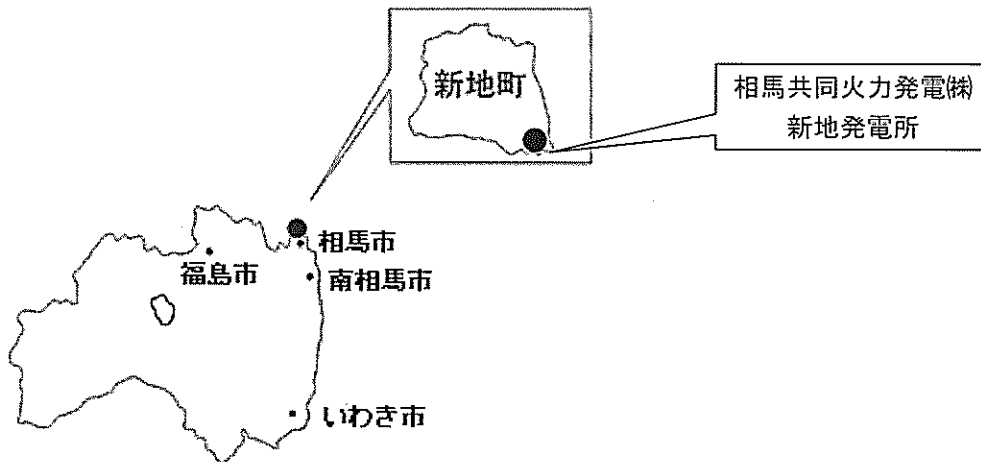 新地町
相馬共同火力発電㈱
新地発電所
相馬市
福島市
南相馬市
いわき市